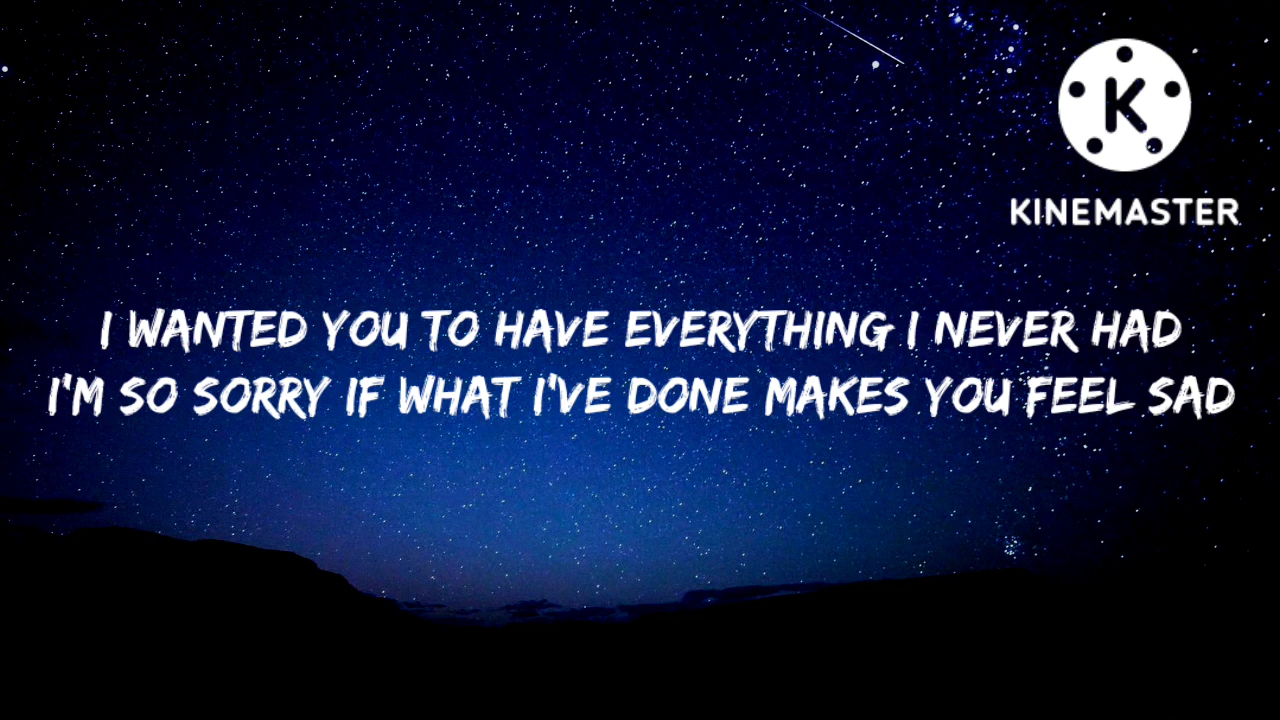 K
KINEMASTER
I WANTED YOU TO HAVE EVERYTHING I NEVER HAD
I'M SO SORRY IF WHAT I'VE DONE MAKES YOU FEEL SAD